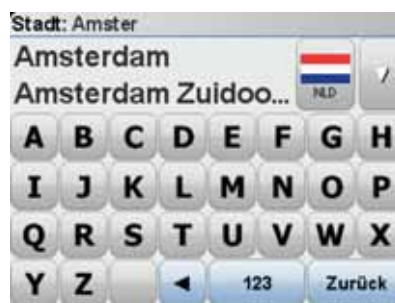 Stadt: Amster
Amsterdam
Amsterdam Zuidoo...
NLD
A B C D E F G H
I J K L M N O P
Q R S T U V W X
Y Z 123 Zurück